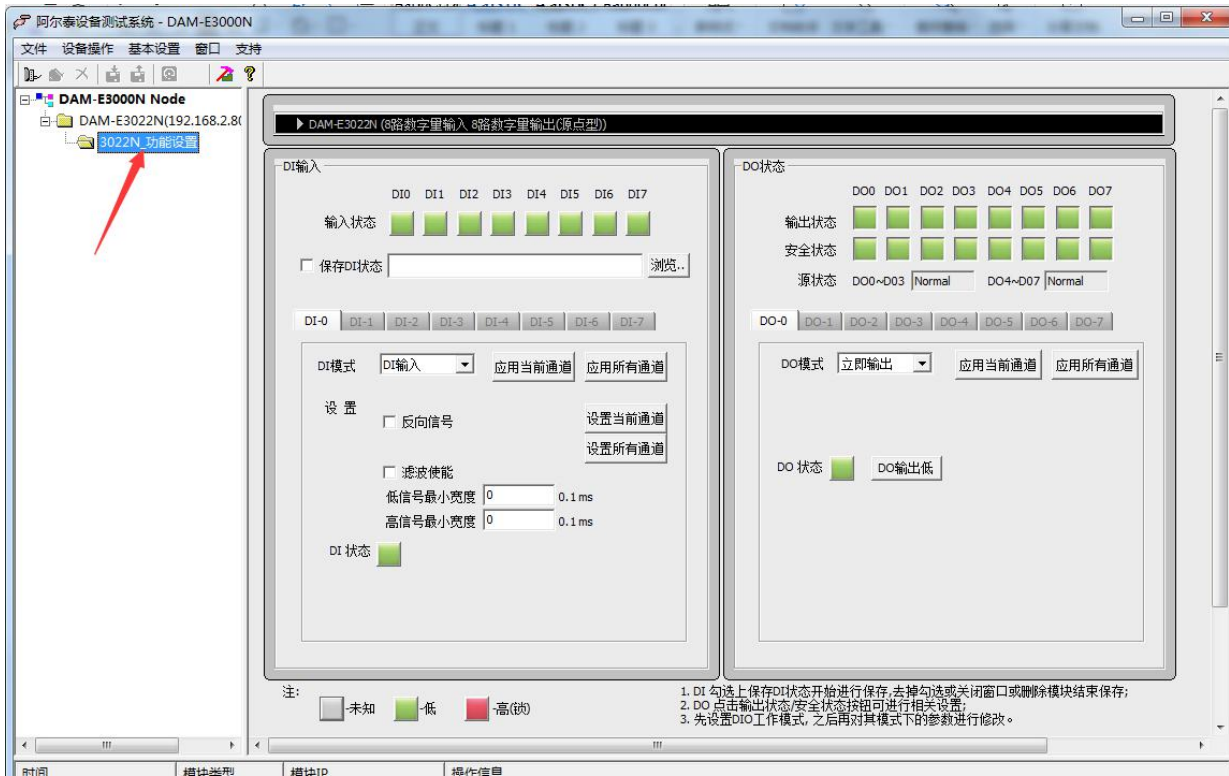 阿尔泰设备测试系统 - DAM-E3000N
文件 设备操作 基本设置 窗口 支持
DAM-E3000N Node
DAM-E3022N(192.168.2.80
3022N_功能设置
DAM-E3022N (8路数字量输入 8路数字量输出(源点型))
DI输入
DI0 DI1 DI2 DI3 DI4 DI5 DI6 DI7
输入状态
保存DI状态 浏览..
DI-0 DI-1 DI-2 DI-3 DI-4 DI-5 DI-6 DI-7
DI模式 DI输入 应用当前通道 应用所有通道
设 置
反向信号 设置当前通道
设置所有通道
滤波使能
低信号最小宽度 0 0.1 ms
高信号最小宽度 0 0.1 ms
DI 状态
DO状态
DO0 DO1 DO2 DO3 DO4 DO5 DO6 DO7
输出状态
安全状态
源状态 DO0~D03 Normal DO4~D07 Normal
DO-0 DO-1 DO-2 DO-3 DO-4 DO-5 DO-6 DO-7
DO模式 立即输出 应用当前通道 应用所有通道
DO 状态 DO输出低
注:
-未知 -低 -高(锁)
1. DI 勾选上保存DI状态开始进行保存,去掉勾选或关闭窗口或删除模块结束保存;
2. DO 点击输出状态/安全状态按钮可进行相关设置;
3. 先设置DIO工作模式, 之后再对其模式下的参数进行修改。
时间 模块类型 模块IP 操作信息